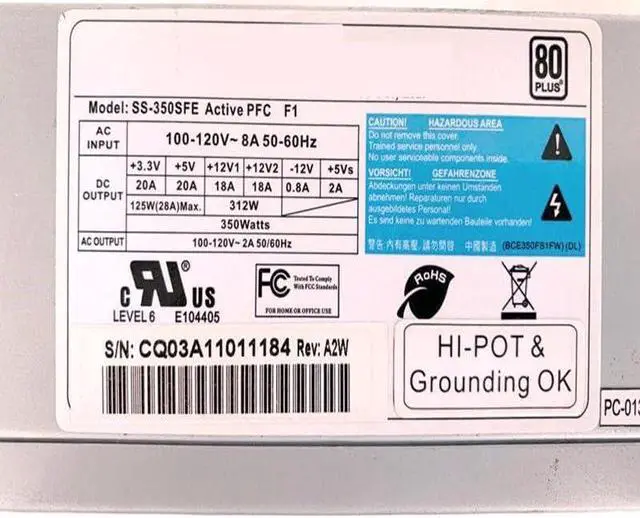 80
PLUS®
Model: SS-350SFE Active PFC F1
AC INPUT 100-120V~ 8A 50-60Hz
DC OUTPUT +3.3V +5V +12V1 +12V2 -12V +5Vs
20A 20A 18A 18A 0.8A 2A
125W(28A)Max. 312W
350Watts
AC OUTPUT 100-120V~ 2A 50/60Hz
CAUTION! HAZARDOUS AREA
Do not remove this cover.
Trained service personnel only.
No user serviceable components inside.
VORSICHT! GEFAHRENZONE
Abdeckungen unter keinen Umständen
abnehmen! Reparaturen nur durch
ausgebildetes Personal!
Es sind keine zu wartenden Bauteile vorhanden!
警告: 內有高壓, 請勿開啓 中國製造 (BCE350FB1FW)(DL)
c RU® US
LEVEL 6 E104405
FC Tested To Comply
With FCC Standards
FOR HOME OR OFFICE USE
RoHS
S/N: CQ03A11011184 Rev: A2W
HI-POT &
Grounding OK
PC-013